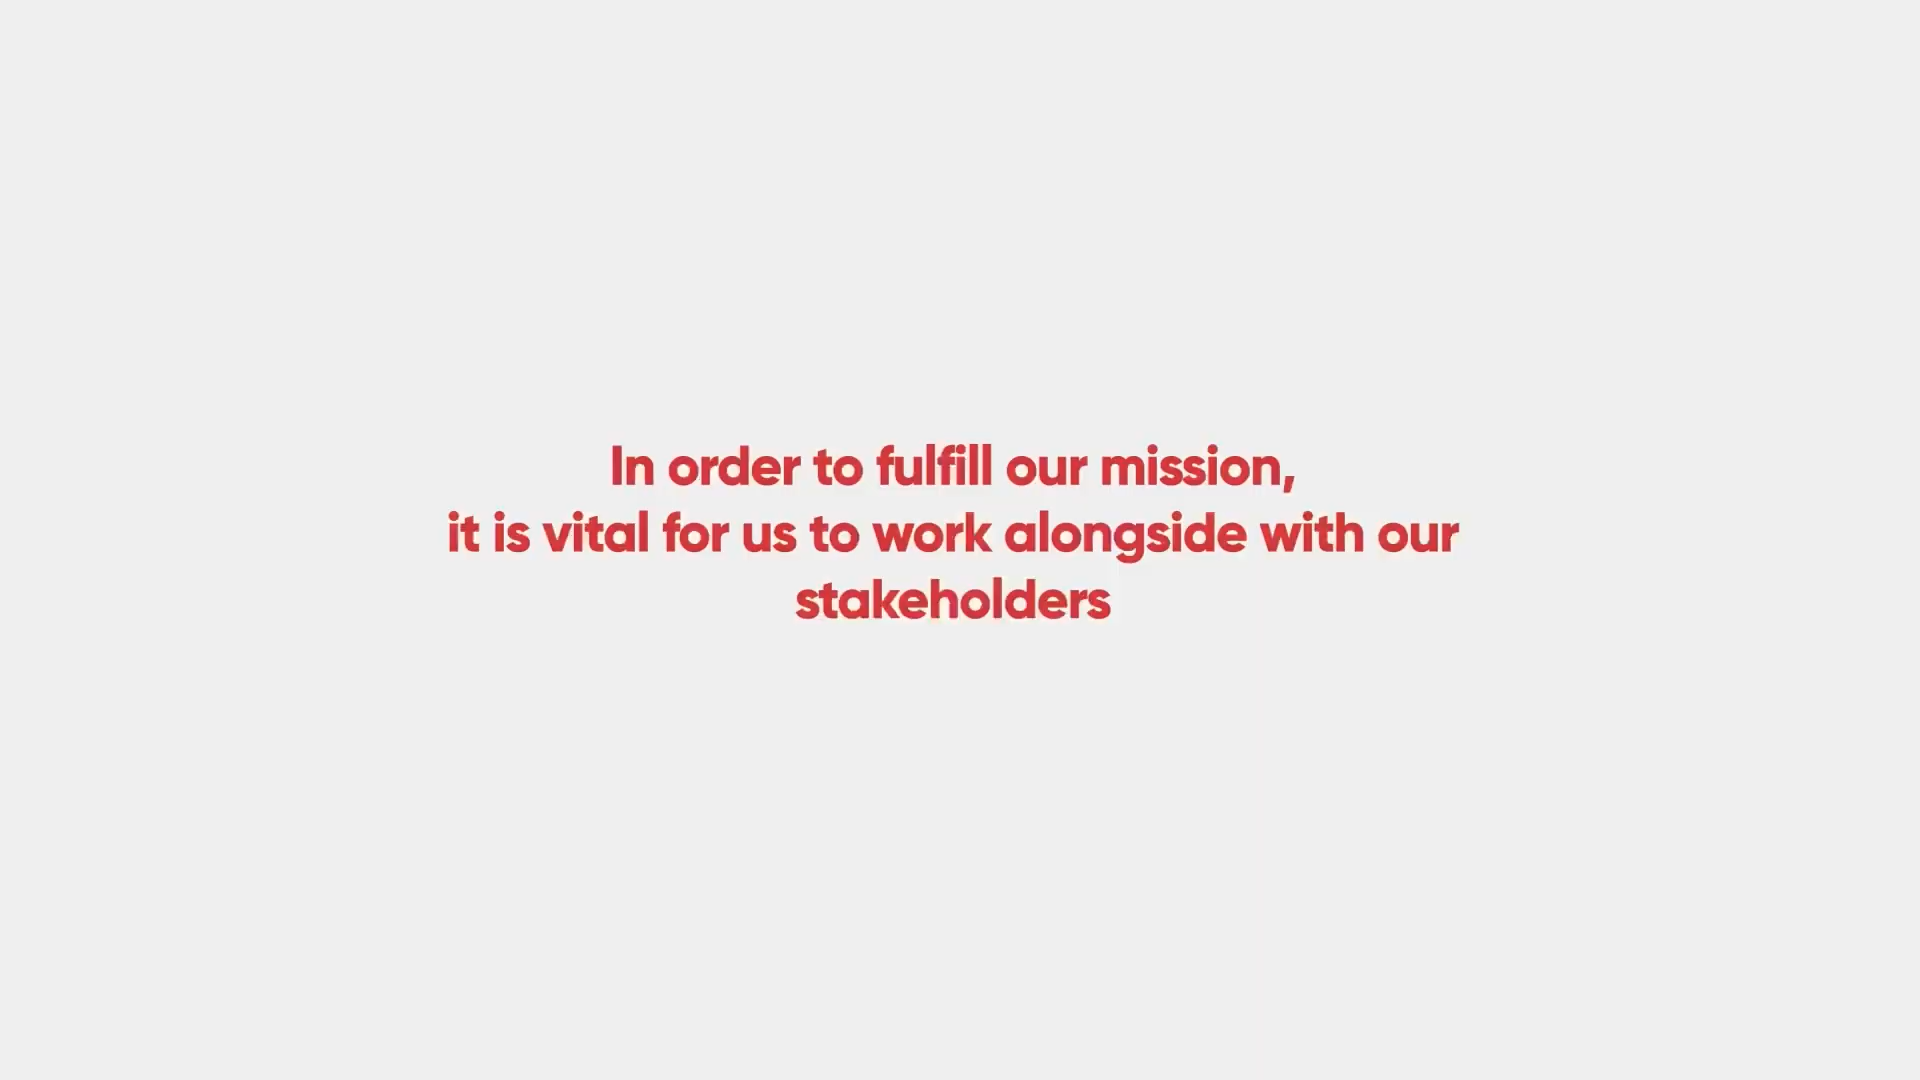 In order to fulfill our mission,
it is vital for us to work alongside with our
stakeholders